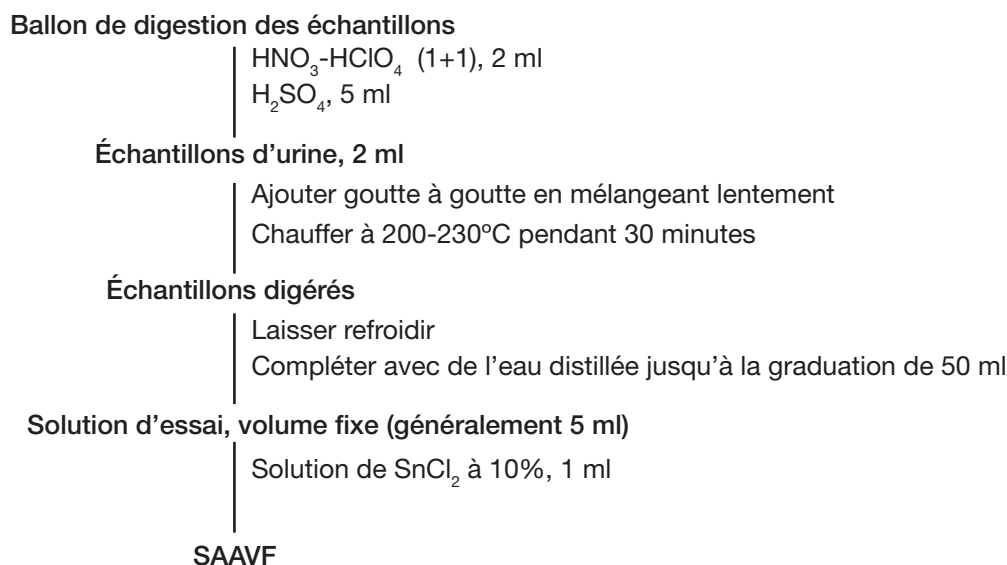 Ballon de digestion des échantillons
HNO₃-HClO₄ (1+1), 2 ml
H₂SO₄, 5 ml
Échantillons d’urine, 2 ml
Ajouter goutte à goutte en mélangeant lentement
Chauffer à 200-230ºC pendant 30 minutes
Échantillons digérés
Laisser refroidir
Compléter avec de l’eau distillée jusqu’à la graduation de 50 ml
Solution d’essai, volume fixe (généralement 5 ml)
Solution de SnCl₂ à 10%, 1 ml
SAAVF